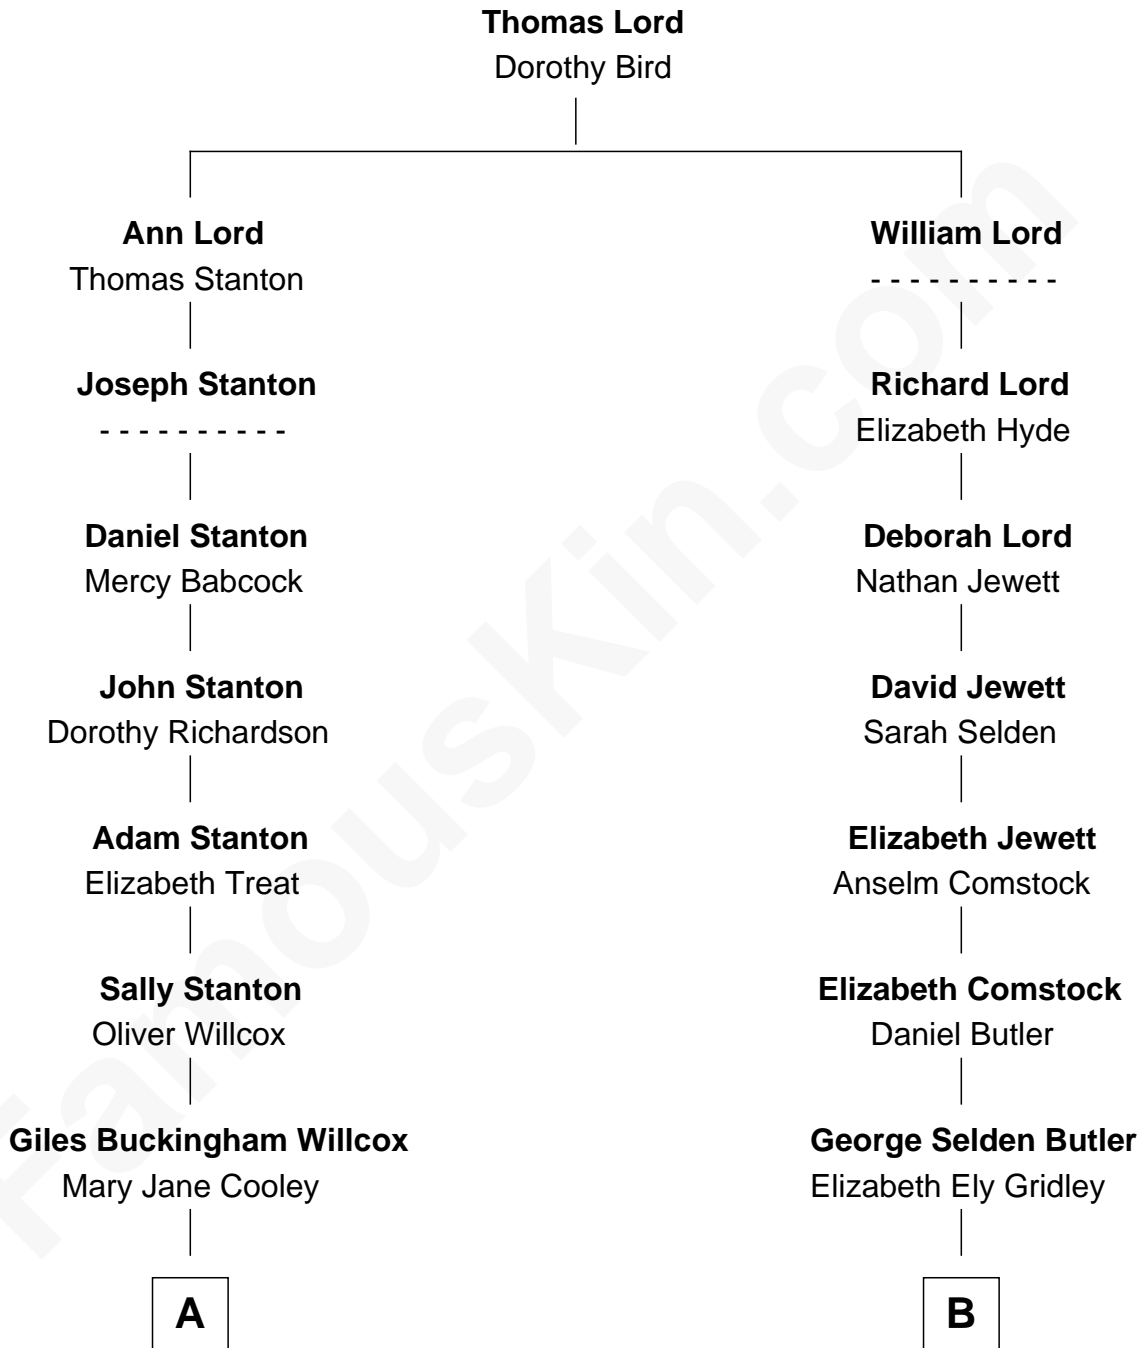 Thomas Lord
Dorothy Bird
Ann Lord
Thomas Stanton
William Lord
- - - - - - - - - -
Joseph Stanton
- - - - - - - - - -
Richard Lord
Elizabeth Hyde
Daniel Stanton
Mercy Babcock
Deborah Lord
Nathan Jewett
John Stanton
Dorothy Richardson
David Jewett
Sarah Selden
Adam Stanton
Elizabeth Treat
Elizabeth Jewett
Anselm Comstock
Sally Stanton
Oliver Willcox
Elizabeth Comstock
Daniel Butler
Giles Buckingham Willcox
Mary Jane Cooley
George Selden Butler
Elizabeth Ely Gridley
A
B
FamousKin.com